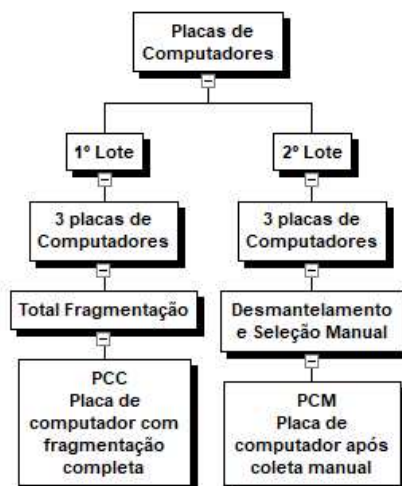 Placas de
Computadores
1º Lote
2º Lote
3 placas de
Computadores
3 placas de
Computadores
Total Fragmentação
Desmantelamento
e Seleção Manual
PCC
Placa de
computador com
fragmentação
completa
PCM
Placa de
computador após
coleta manual